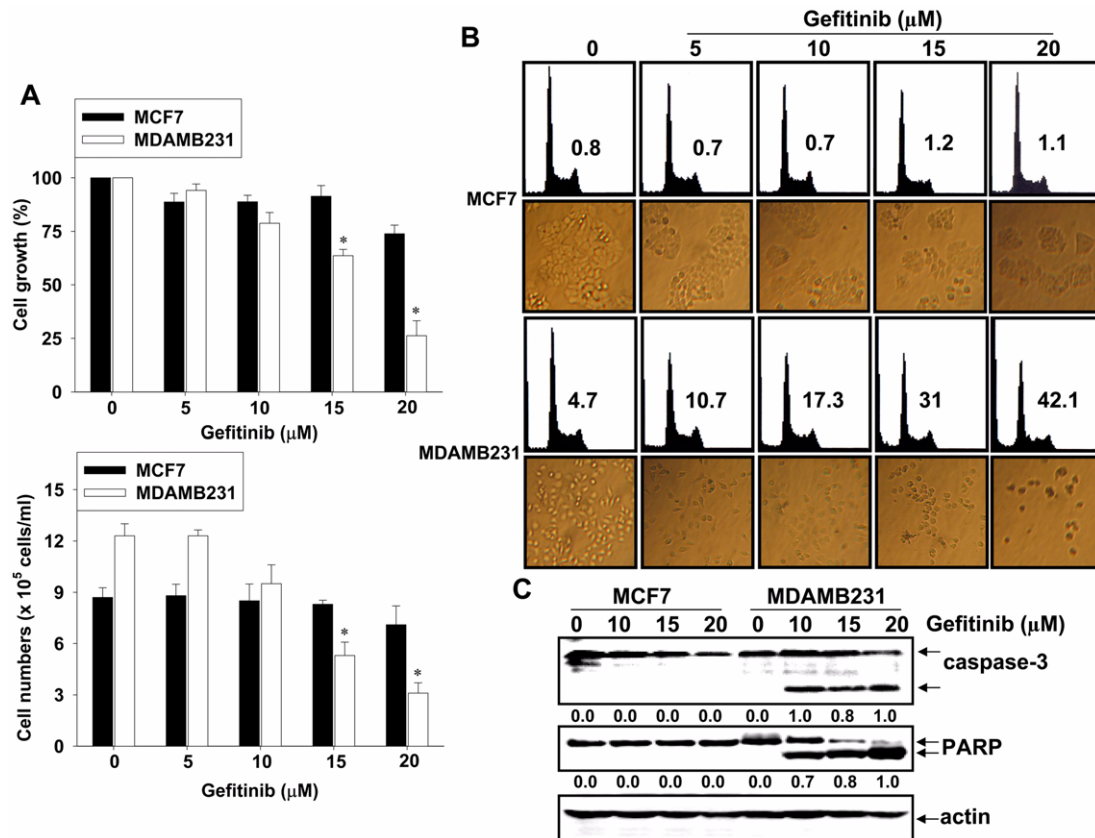 A
MCF7
MDAMB231
Cell growth (%)
100
75
50
25
0
*
*
0 5 10 15 20
Gefitinib (μM)
MCF7
MDAMB231
Cell numbers (x 10⁵ cells/ml)
15
12
9
6
3
0
*
*
0 5 10 15 20
Gefitinib (μM)
B
Gefitinib (μM)
0 5 10 15 20
MCF7
0.8 0.7 0.7 1.2 1.1
MDAMB231
4.7 10.7 17.3 31 42.1
C
MCF7 MDAMB231
0 10 15 20 0 10 15 20 Gefitinib (μM)
caspase-3
0.0 0.0 0.0 0.0 0.0 1.0 0.8 1.0
PARP
0.0 0.0 0.0 0.0 0.0 0.7 0.8 1.0
actin